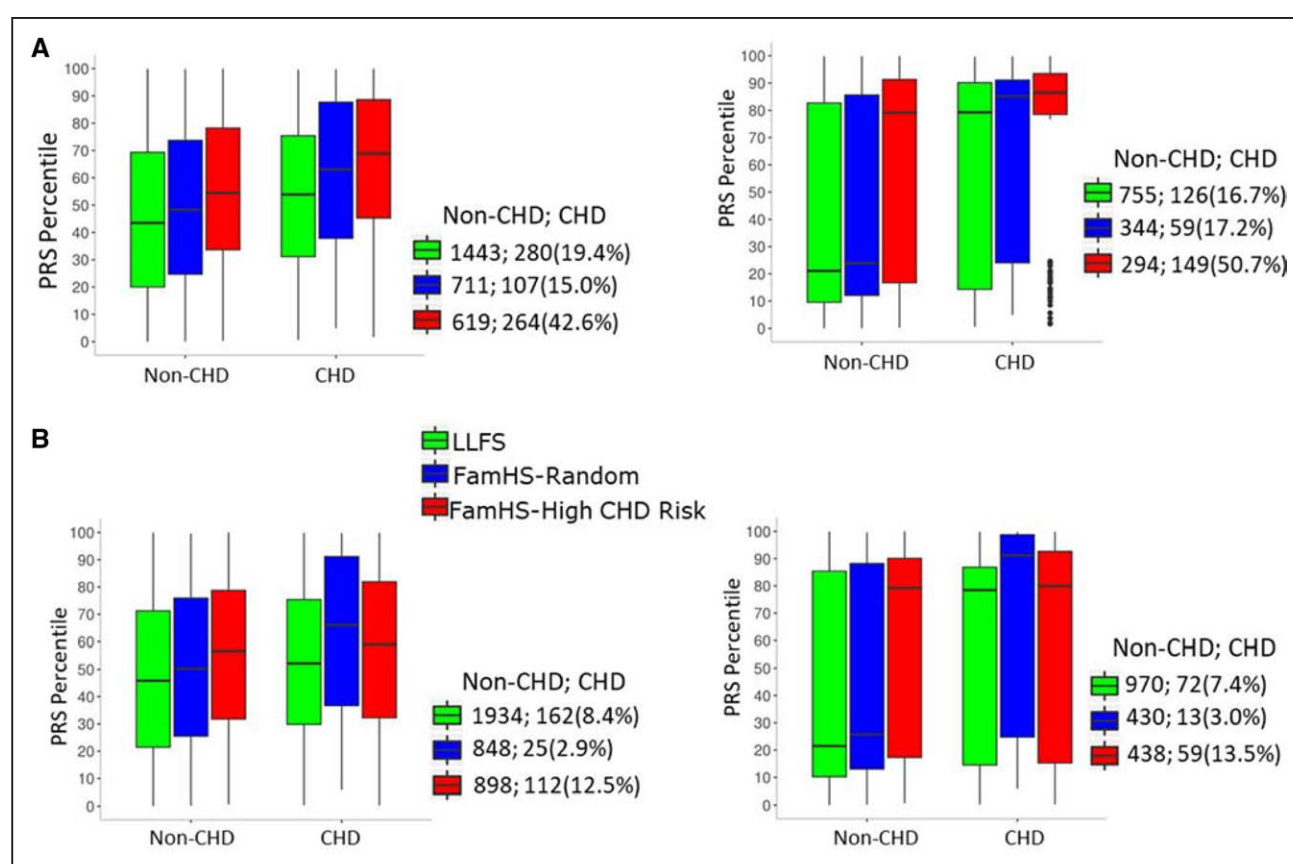 A
PRS Percentile
100
90
80
70
60
50
40
30
20
10
0
Non-CHD
CHD
Non-CHD; CHD
1443; 280(19.4%)
711; 107(15.0%)
619; 264(42.6%)
PRS Percentile
100
90
80
70
60
50
40
30
20
10
0
Non-CHD
CHD
Non-CHD; CHD
755; 126(16.7%)
344; 59(17.2%)
294; 149(50.7%)
B
LLFS
FamHS-Random
FamHS-High CHD Risk
PRS Percentile
100
90
80
70
60
50
40
30
20
10
0
Non-CHD
CHD
Non-CHD; CHD
1934; 162(8.4%)
848; 25(2.9%)
898; 112(12.5%)
PRS Percentile
100
90
80
70
60
50
40
30
20
10
0
Non-CHD
CHD
Non-CHD; CHD
970; 72(7.4%)
430; 13(3.0%)
438; 59(13.5%)